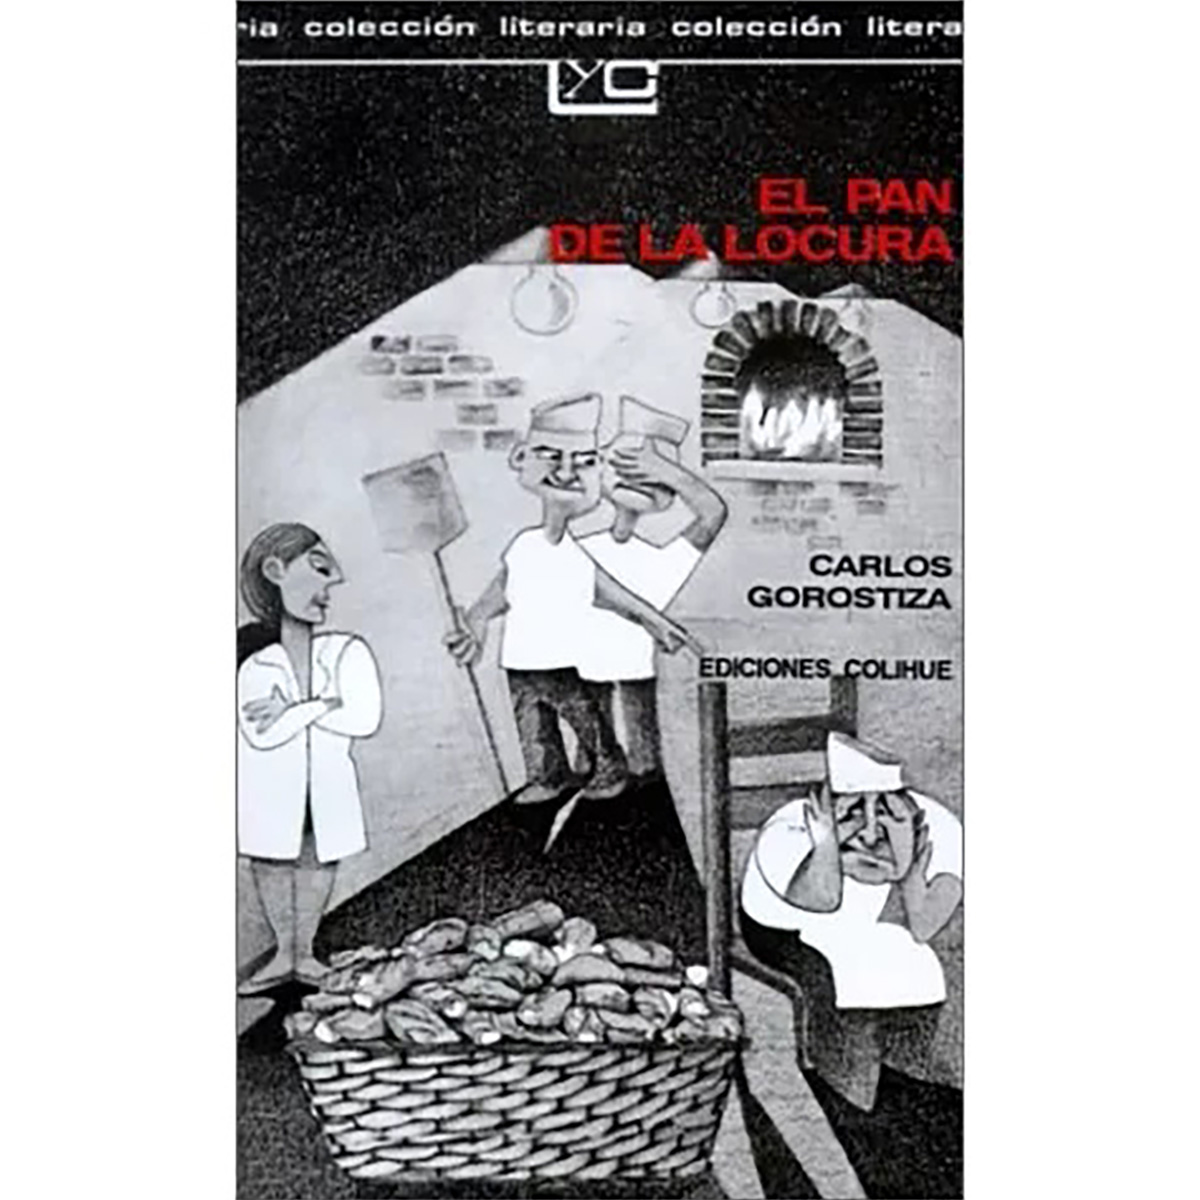 ria colección literaria colección litera
LYC
EL PAN
DE LA LOCURA
CARLOS
GOROSTIZA
EDICIONES COLIHUE